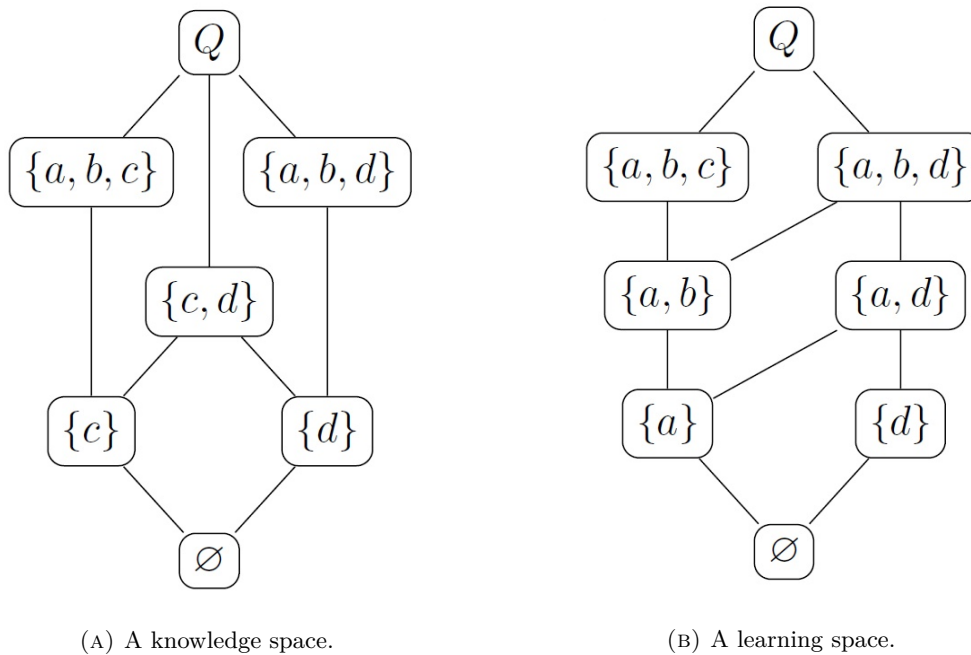 Q
{a, b, c} {a, b, d}
{c, d}
{c} {d}
∅
(A) A knowledge space.
Q
{a, b, c} {a, b, d}
{a, b} {a, d}
{a} {d}
∅
(B) A learning space.